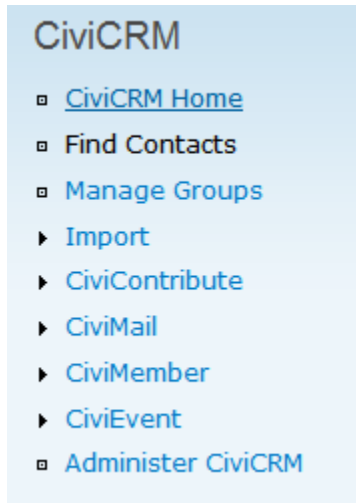 CiviCRM
CiviCRM Home
Find Contacts
Manage Groups
Import
CiviContribute
CiviMail
CiviMember
CiviEvent
Administer CiviCRM